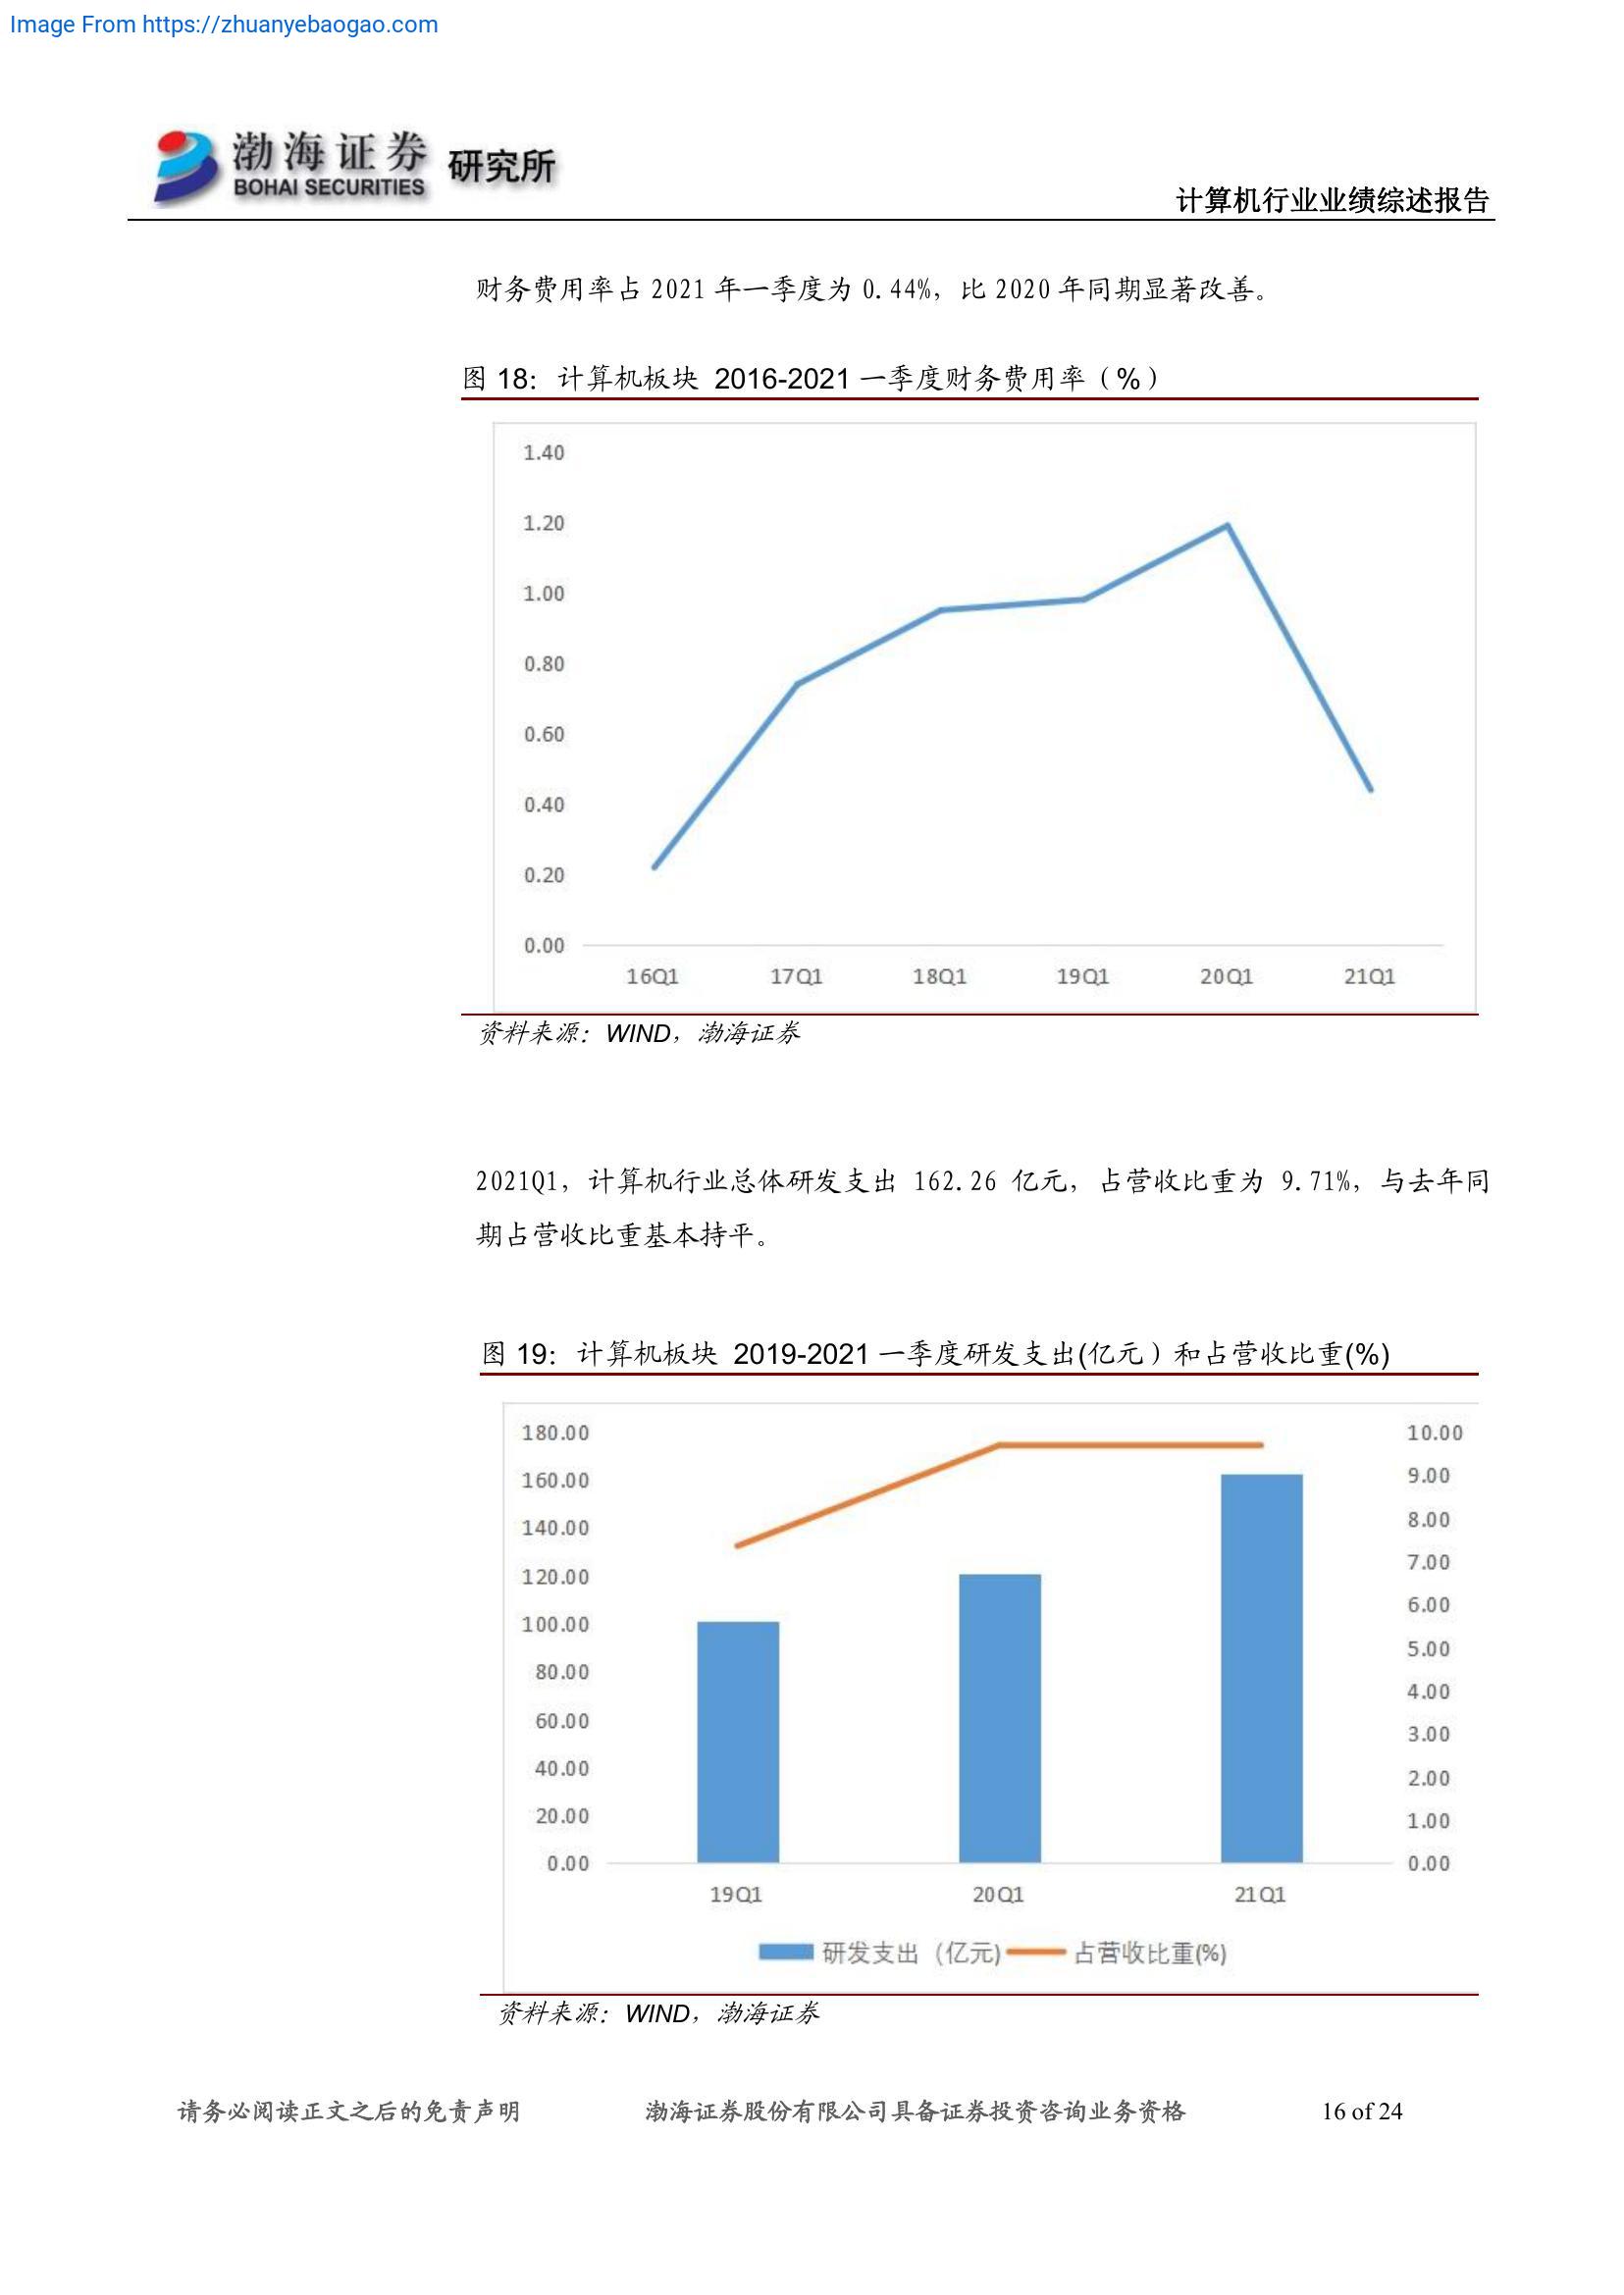 Image From https://zhuanyebaogao.com
渤海证券 研究所
BOHAI SECURITIES
计算机行业业绩综述报告
财务费用率占 2021 年一季度为 0.44%，比 2020 年同期显著改善。
图 18：计算机板块 2016-2021 一季度财务费用率（%）
1.40
1.20
1.00
0.80
0.60
0.40
0.20
0.00
16Q1 17Q1 18Q1 19Q1 20Q1 21Q1
资料来源：WIND，渤海证券
2021Q1，计算机行业总体研发支出 162.26 亿元，占营收比重为 9.71%，与去年同
期占营收比重基本持平。
图 19：计算机板块 2019-2021 一季度研发支出(亿元）和占营收比重(%)
180.00 10.00
160.00 9.00
140.00 8.00
120.00 7.00
100.00 6.00
80.00 5.00
60.00 4.00
40.00 3.00
20.00 2.00
0.00 1.00
0.00
19Q1 20Q1 21Q1
研发支出（亿元) 占营收比重(%)
资料来源：WIND，渤海证券
请务必阅读正文之后的免责声明 渤海证券股份有限公司具备证券投资咨询业务资格 16 of 24